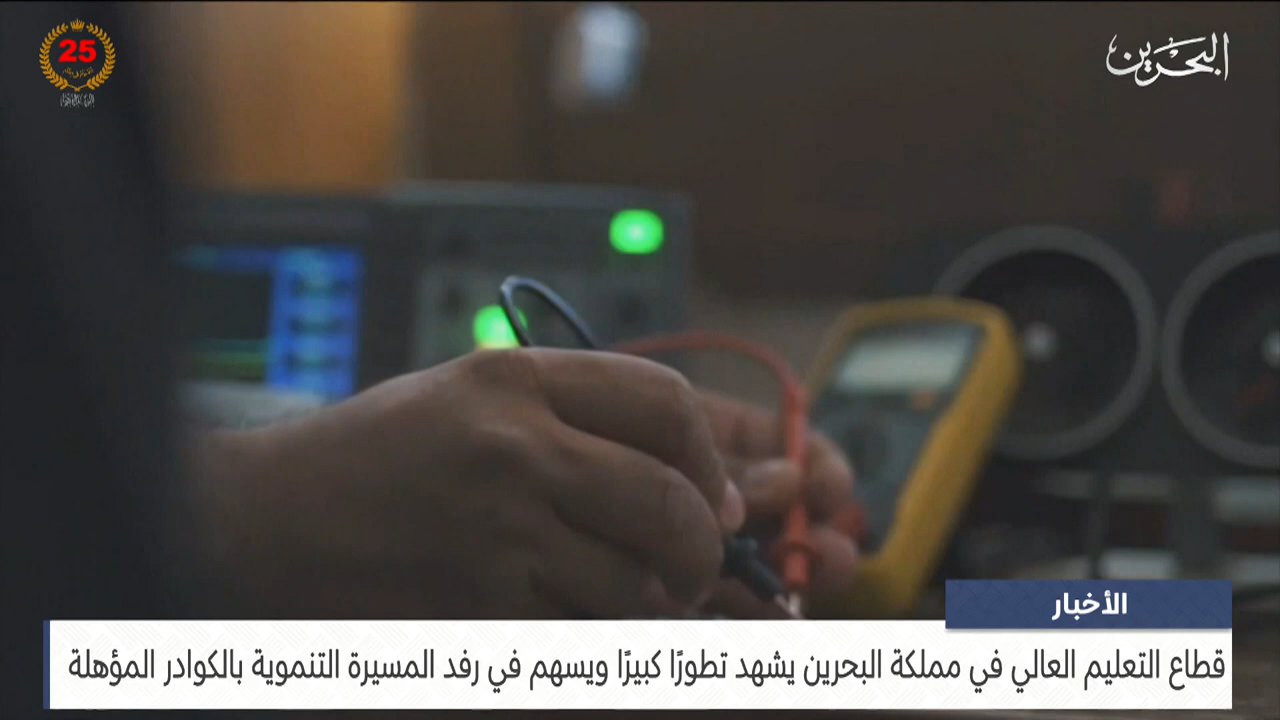 البحرين
25
الأخبار
قطاع التعليم العالي في مملكة البحرين يشهد تطورًا كبيرًا ويسهم في رفد المسيرة التنموية بالكوادر المؤهلة